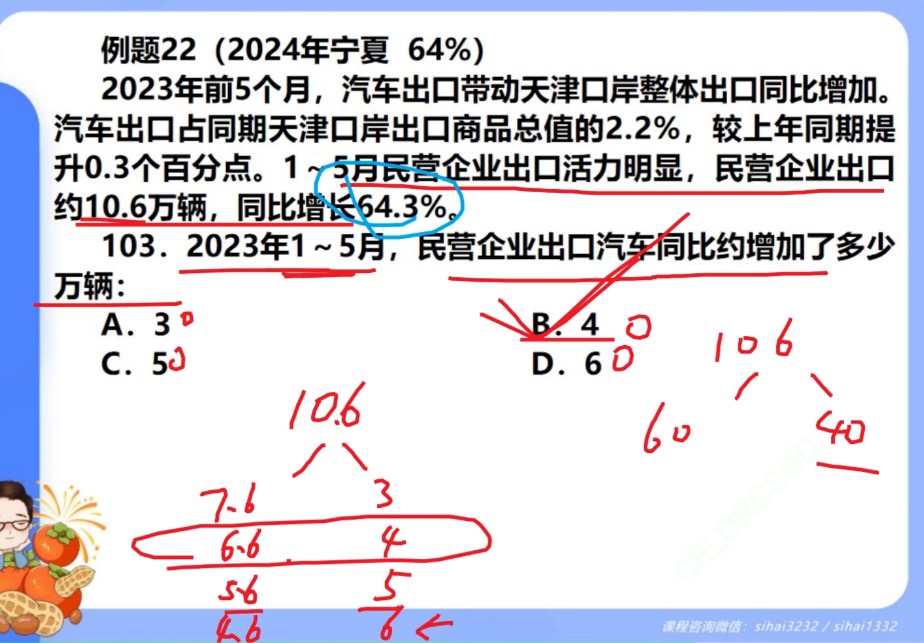 例题22（2024年宁夏 64%）
2023年前5个月，汽车出口带动天津口岸整体出口同比增加。
汽车出口占同期天津口岸出口商品总值的2.2%，较上年同期提
升0.3个百分点。1～5月民营企业出口活力明显，民营企业出口
约10.6万辆，同比增长64.3%。
103．2023年1～5月，民营企业出口汽车同比约增加了多少
万辆：
A．3 0
B．4 0
C．5 0
D．6 0
106
60 40
10.6
7.6 3
6.6 4
5.6 5
4.6 6
课程咨询微信：sihai3232 / sihai1332